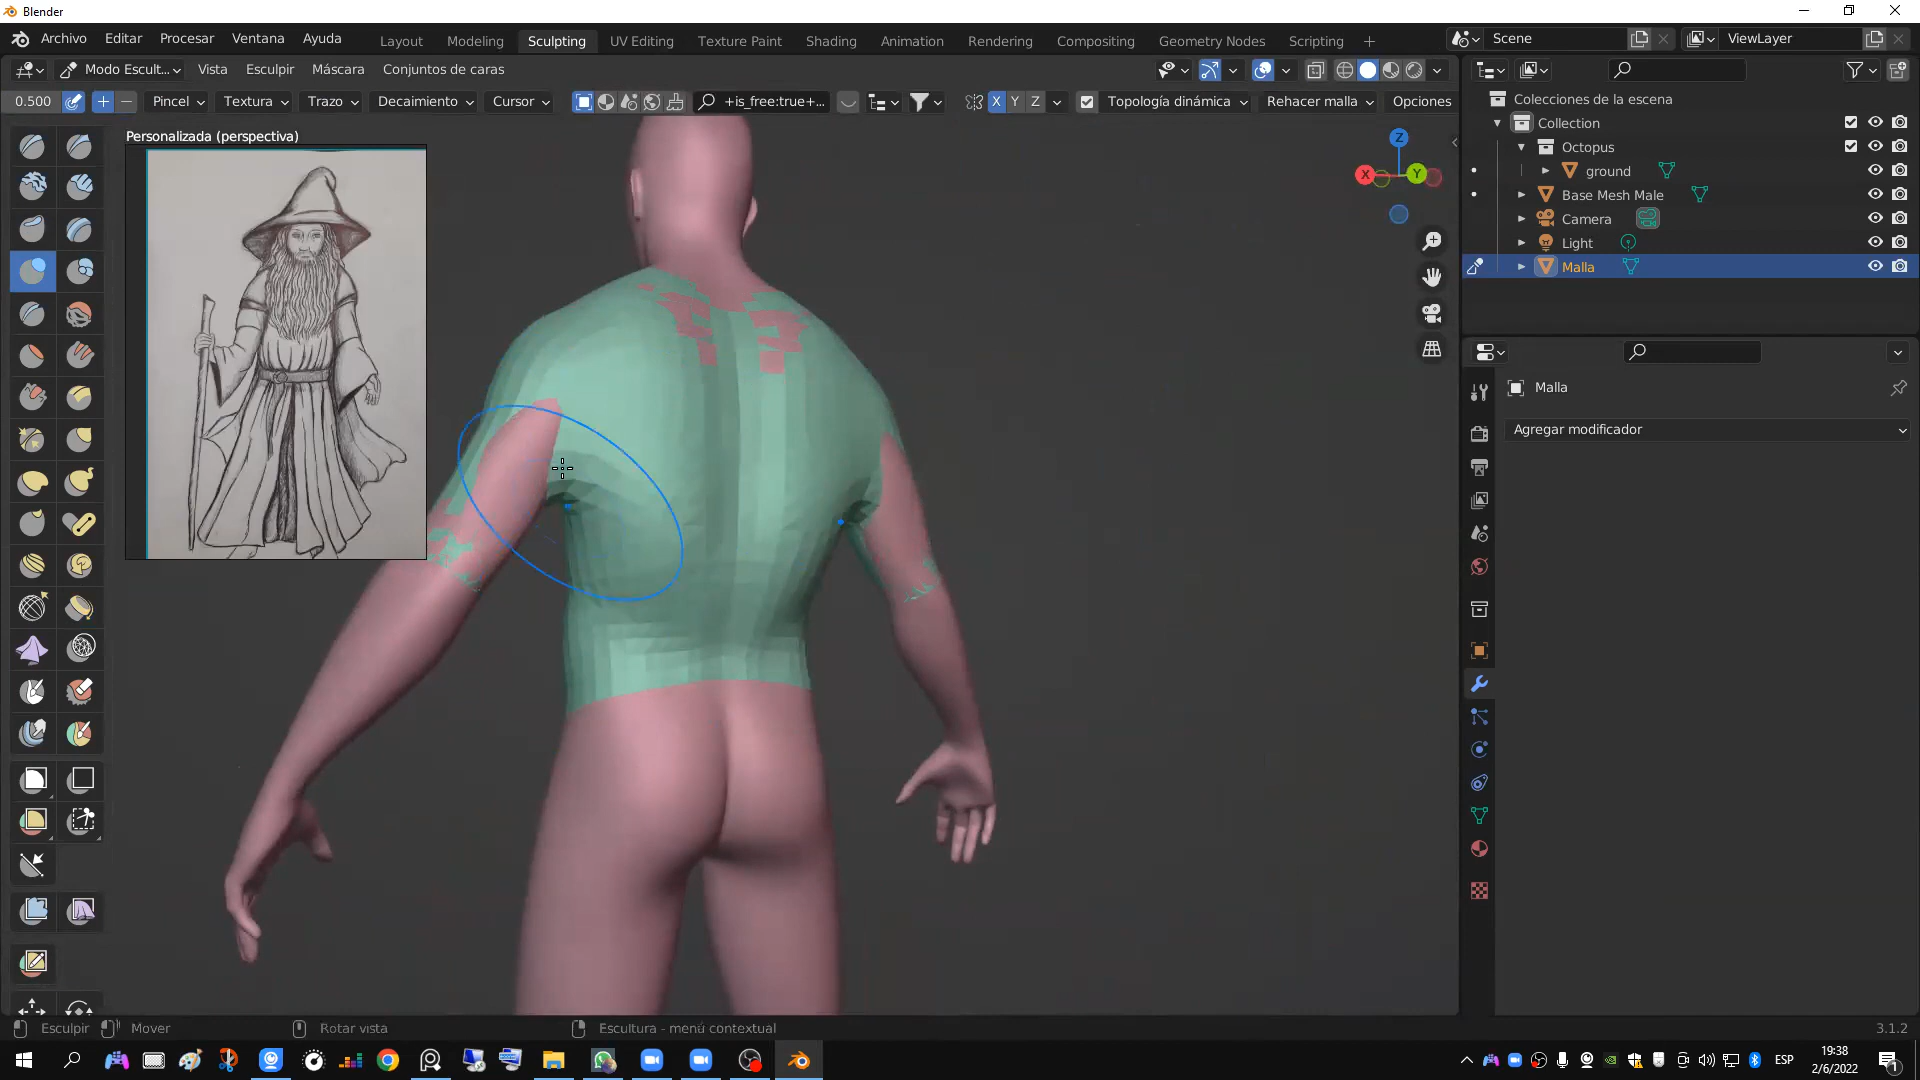 Blender
Archivo Editar Procesar Ventana Ayuda
Layout Modeling Sculpting UV Editing Texture Paint Shading Animation Rendering Compositing Geometry Nodes Scripting +
Scene
ViewLayer
Modo Escult... Vista Esculpir Máscara Conjuntos de caras
0.500 Pincel Textura Trazo Decaimiento Cursor +is_free:true+... X Y Z Topología dinámica Rehacer malla Opciones
Personalizada (perspectiva)
Z
X
Y
Colecciones de la escena
Collection
Octopus
ground
Base Mesh Male
Camera
Light
Malla
Malla
Agregar modificador
Esculpir Mover Rotar vista Escultura - menú contextual 3.1.2
ESP
19:38
2/6/2022
1